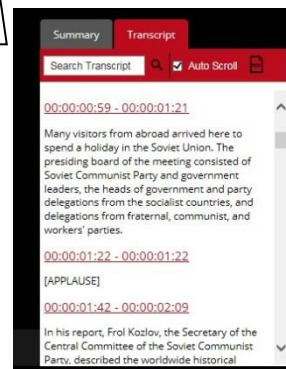 Summary Transcript
Search Transcript Auto Scroll
00:00:00:59 - 00:00:01:21
Many visitors from abroad arrived here to
spend a holiday in the Soviet Union. The
presiding board of the meeting consisted of
Soviet Communist Party and government
leaders, the heads of government and party
delegations from the socialist countries, and
delegations from fraternal, communist, and
workers' parties.
00:00:01:22 - 00:00:01:22
[APPLAUSE]
00:00:01:42 - 00:00:02:09
In his report, Frol Kozlov, the Secretary of the
Central Committee of the Soviet Communist
Party, described the worldwide historical